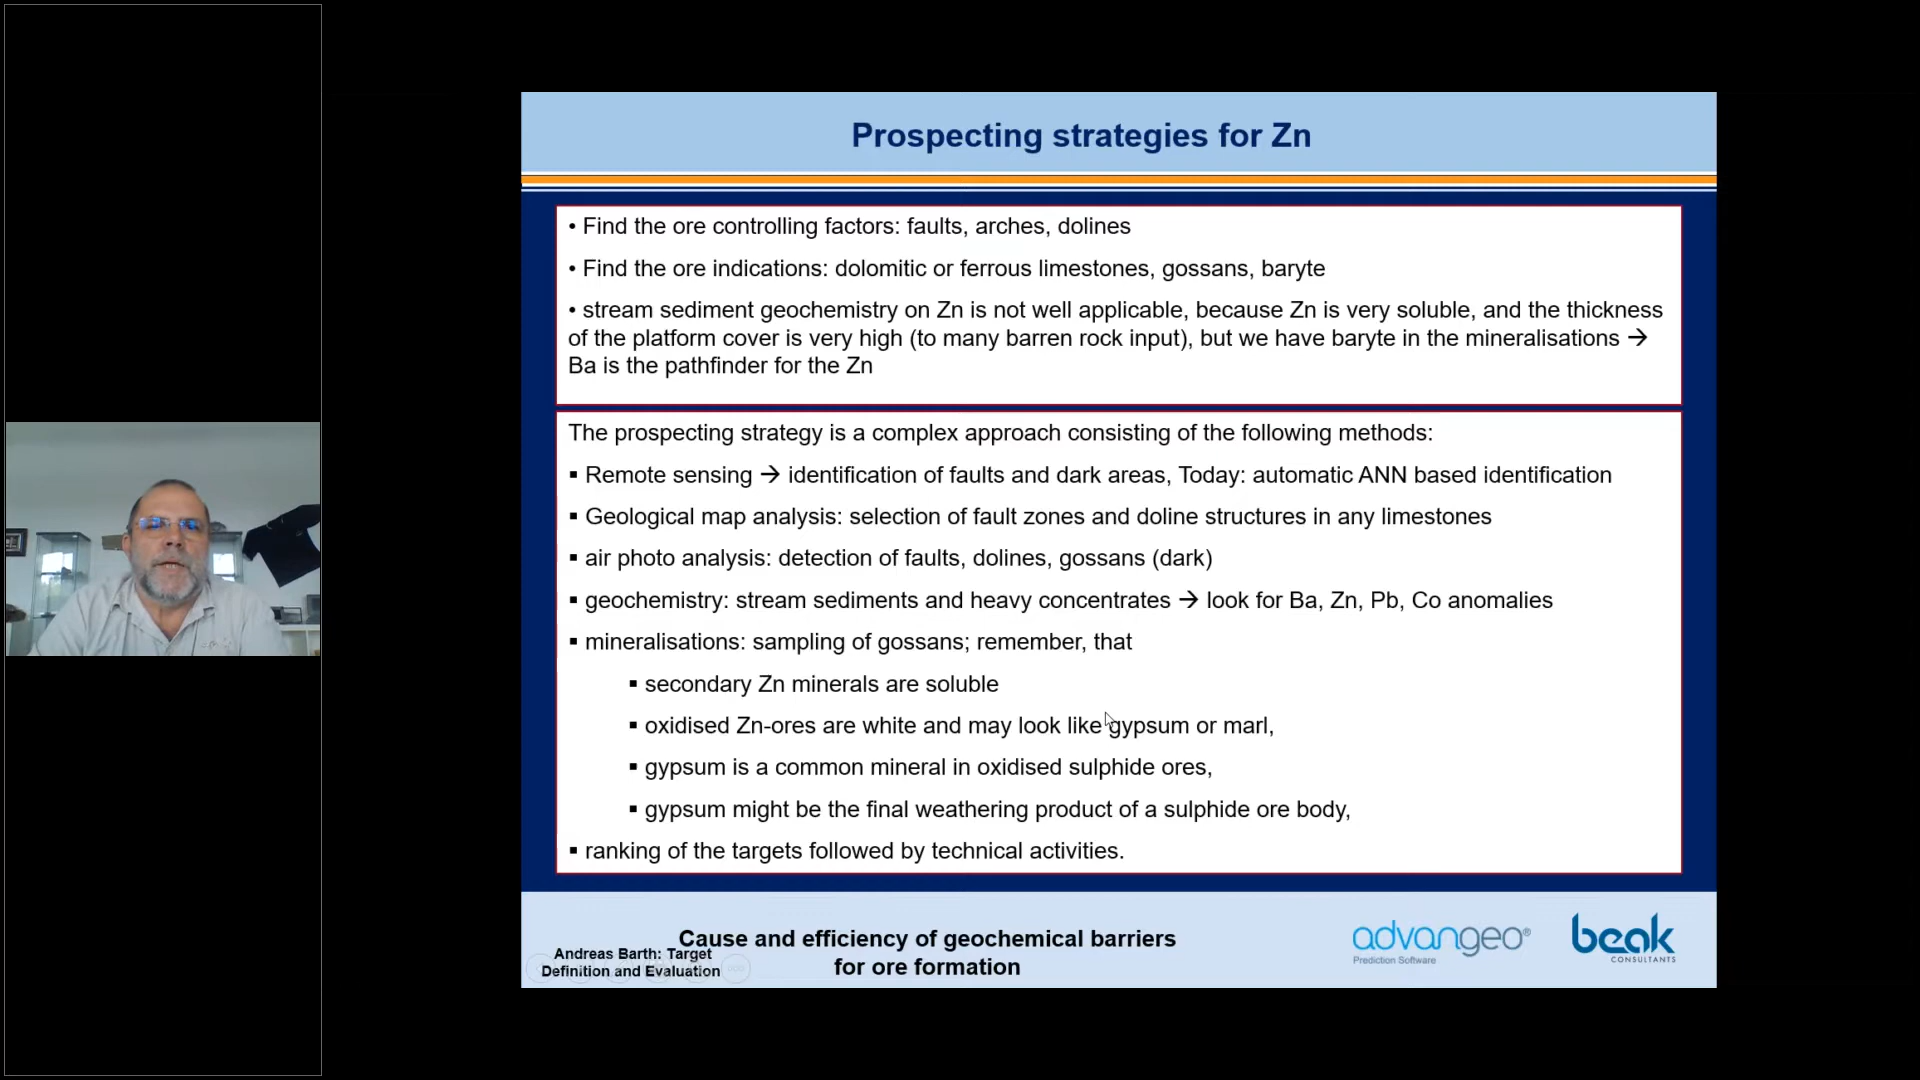 Prospecting strategies for Zn
• Find the ore controlling factors: faults, arches, dolines
• Find the ore indications: dolomitic or ferrous limestones, gossans, baryte
• stream sediment geochemistry on Zn is not well applicable, because Zn is very soluble, and the thickness
of the platform cover is very high (to many barren rock input), but we have baryte in the mineralisations →
Ba is the pathfinder for the Zn
The prospecting strategy is a complex approach consisting of the following methods:
▪ Remote sensing → identification of faults and dark areas, Today: automatic ANN based identification
▪ Geological map analysis: selection of fault zones and doline structures in any limestones
▪ air photo analysis: detection of faults, dolines, gossans (dark)
▪ geochemistry: stream sediments and heavy concentrates → look for Ba, Zn, Pb, Co anomalies
▪ mineralisations: sampling of gossans; remember, that
▪ secondary Zn minerals are soluble
▪ oxidised Zn-ores are white and may look like gypsum or marl,
▪ gypsum is a common mineral in oxidised sulphide ores,
▪ gypsum might be the final weathering product of a sulphide ore body,
▪ ranking of the targets followed by technical activities.
Andreas Barth: Target
Definition and Evaluation
Cause and efficiency of geochemical barriers
for ore formation
advangeo®
Prediction Software
beak
CONSULTANTS